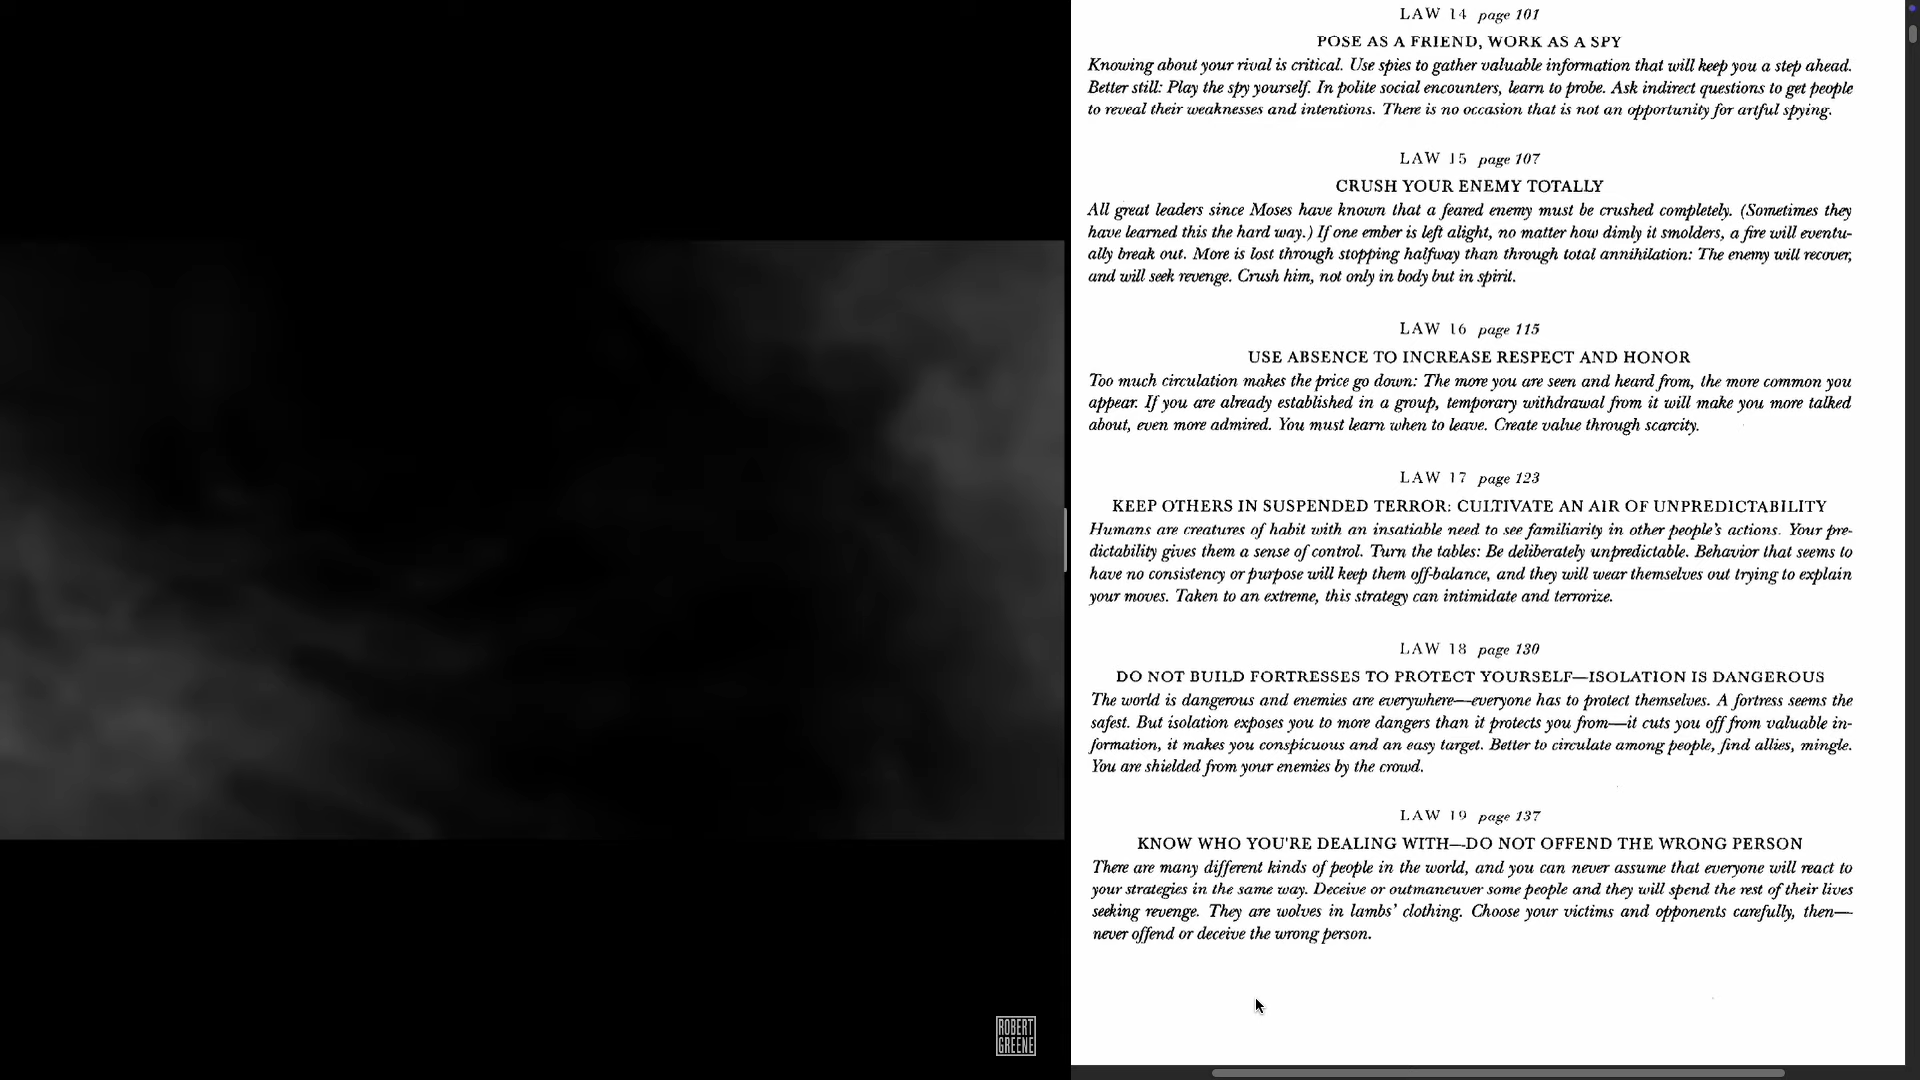 LAW 14 page 101
POSE AS A FRIEND, WORK AS A SPY
Knowing about your rival is critical. Use spies to gather valuable information that will keep you a step ahead.
Better still: Play the spy yourself. In polite social encounters, learn to probe. Ask indirect questions to get people
to reveal their weaknesses and intentions. There is no occasion that is not an opportunity for artful spying.
LAW 15 page 107
CRUSH YOUR ENEMY TOTALLY
All great leaders since Moses have known that a feared enemy must be crushed completely. (Sometimes they
have learned this the hard way.) If one ember is left alight, no matter how dimly it smolders, a fire will eventu-
ally break out. More is lost through stopping halfway than through total annihilation: The enemy will recover,
and will seek revenge. Crush him, not only in body but in spirit.
LAW 16 page 115
USE ABSENCE TO INCREASE RESPECT AND HONOR
Too much circulation makes the price go down: The more you are seen and heard from, the more common you
appear. If you are already established in a group, temporary withdrawal from it will make you more talked
about, even more admired. You must learn when to leave. Create value through scarcity.
LAW 17 page 123
KEEP OTHERS IN SUSPENDED TERROR: CULTIVATE AN AIR OF UNPREDICTABILITY
Humans are creatures of habit with an insatiable need to see familiarity in other people's actions. Your pre-
dictability gives them a sense of control. Turn the tables: Be deliberately unpredictable. Behavior that seems to
have no consistency or purpose will keep them off-balance, and they will wear themselves out trying to explain
your moves. Taken to an extreme, this strategy can intimidate and terrorize.
LAW 18 page 130
DO NOT BUILD FORTRESSES TO PROTECT YOURSELF—ISOLATION IS DANGEROUS
The world is dangerous and enemies are everywhere—everyone has to protect themselves. A fortress seems the
safest. But isolation exposes you to more dangers than it protects you from—it cuts you off from valuable in-
formation, it makes you conspicuous and an easy target. Better to circulate among people, find allies, mingle.
You are shielded from your enemies by the crowd.
LAW 19 page 137
KNOW WHO YOU'RE DEALING WITH—DO NOT OFFEND THE WRONG PERSON
There are many different kinds of people in the world, and you can never assume that everyone will react to
your strategies in the same way. Deceive or outmaneuver some people and they will spend the rest of their lives
seeking revenge. They are wolves in lambs' clothing. Choose your victims and opponents carefully, then—
never offend or deceive the wrong person.
ROBERT
GREENE